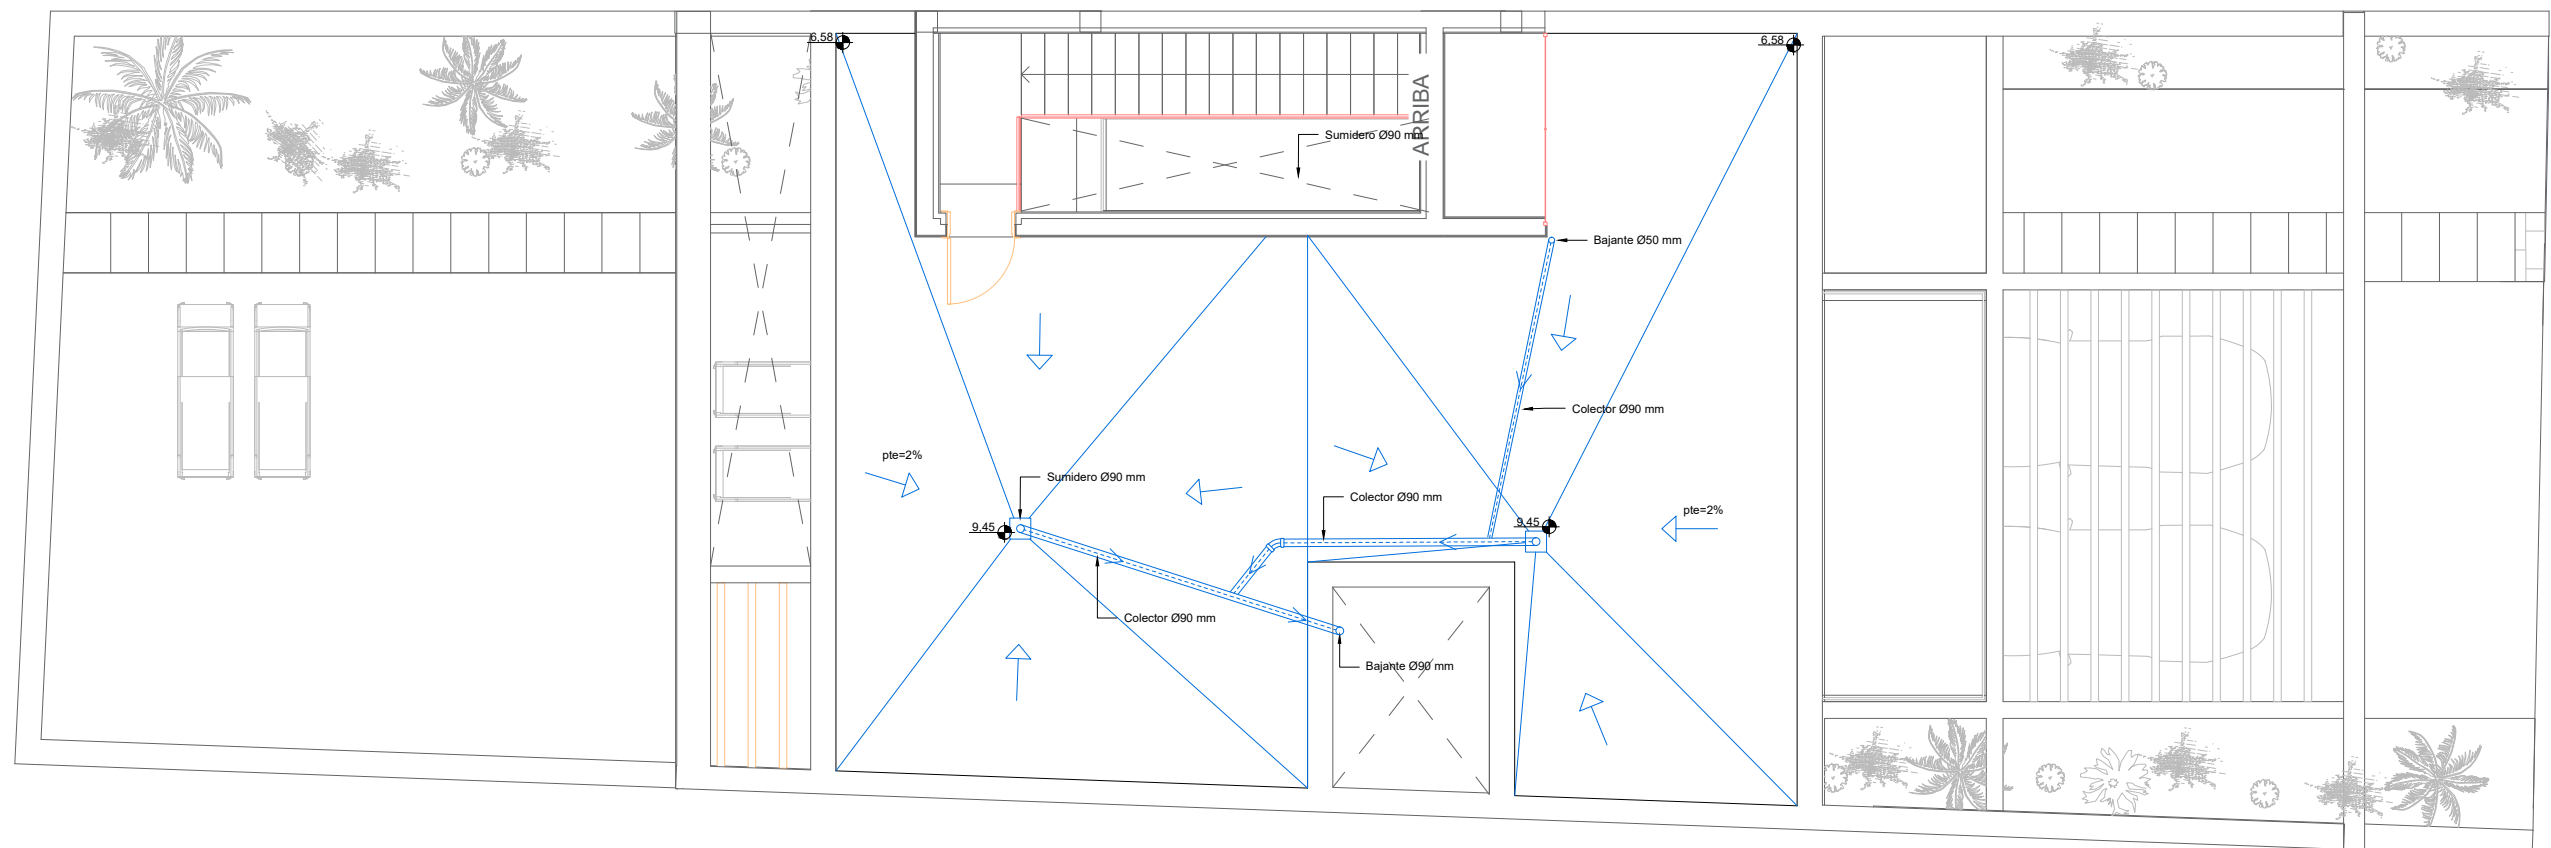 6,58
6,58
ARRIBA
Sumidero Ø90 mm
Bajante Ø50 mm
Colector Ø90 mm
pte=2%
Sumidero Ø90 mm
Colector Ø90 mm
9,45
9,45
pte=2%
Colector Ø90 mm
Bajante Ø90 mm